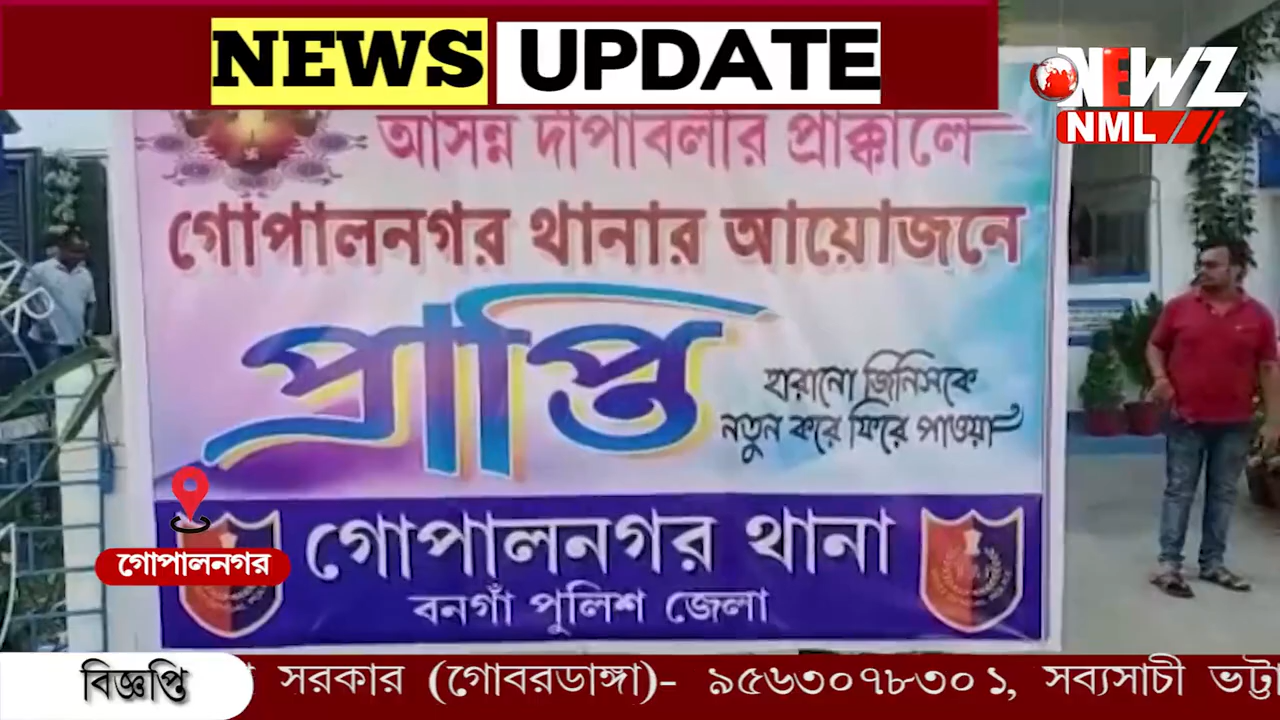 NEWS UPDATE
NEWZ
NML
আসন্ন দীপাবলীর প্রাক্কালে
গোপালনগর থানার আয়োজনে
প্রাপ্তি
হারানো জিনিসকে
নতুন করে ফিরে পাওয়া
গোপালনগর
গোপালনগর থানা
বনগাঁ পুলিশ জেলা
বিজ্ঞপ্তি
সরকার (গোবরডাঙ্গা)- ৯৫৬৩০৭৮৩০১, সব্যসাচী ভট্টা